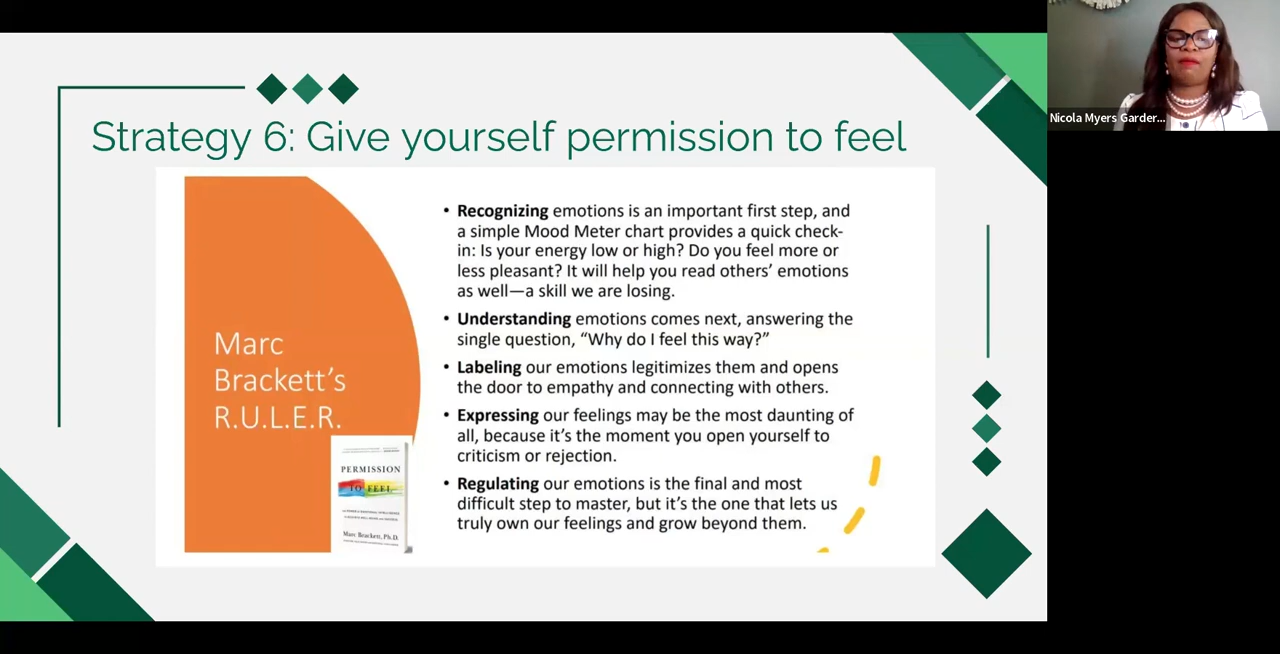 Strategy 6: Give yourself permission to feel
Marc
Brackett’s
R.U.L.E.R.
PERMISSION
TO FEEL
Marc Brackett, Ph.D.
• Recognizing emotions is an important first step, and
a simple Mood Meter chart provides a quick check-
in: Is your energy low or high? Do you feel more or
less pleasant? It will help you read others’ emotions
as well—a skill we are losing.
• Understanding emotions comes next, answering the
single question, “Why do I feel this way?”
• Labeling our emotions legitimizes them and opens
the door to empathy and connecting with others.
• Expressing our feelings may be the most daunting of
all, because it’s the moment you open yourself to
criticism or rejection.
• Regulating our emotions is the final and most
difficult step to master, but it’s the one that lets us
truly own our feelings and grow beyond them.
Nicola Myers Garder...